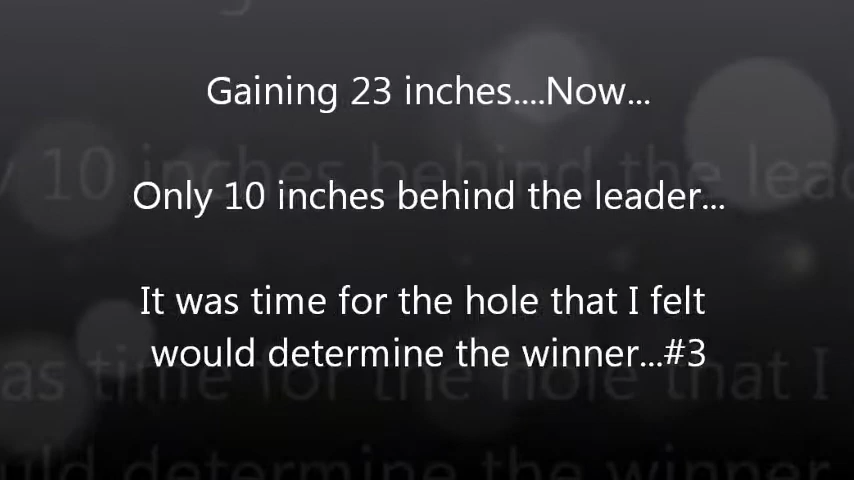 Gaining 23 inches....Now...
Only 10 inches behind the leader...
It was time for the hole that I felt
would determine the winner...#3